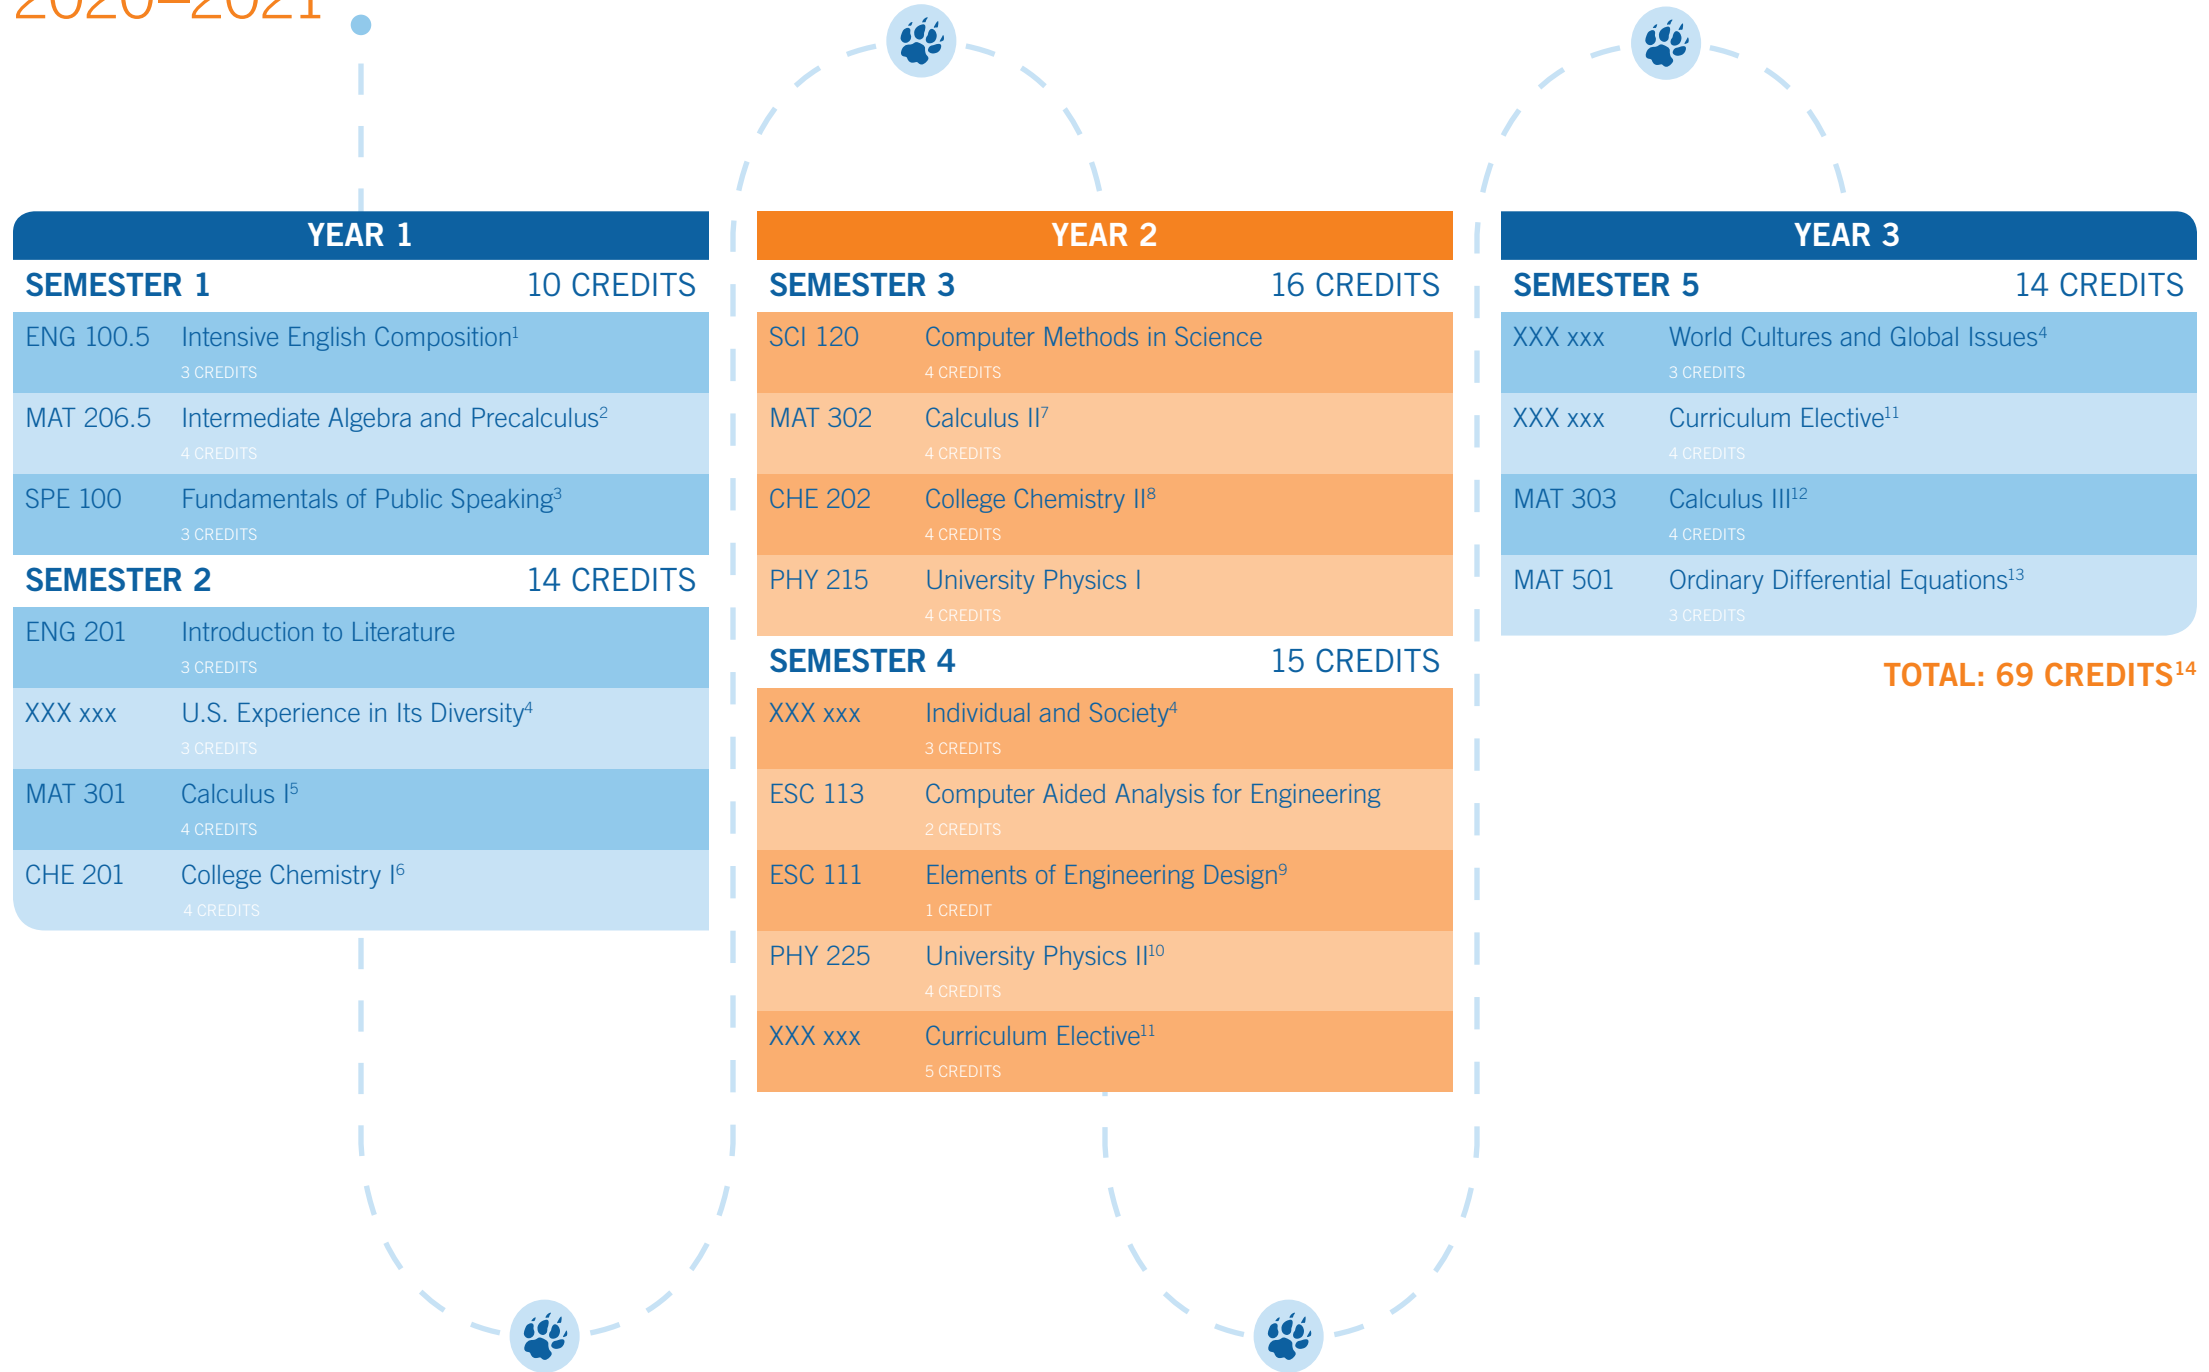 2020–2021
YEAR 1
SEMESTER 1 10 CREDITS
ENG 100.5 Intensive English Composition¹
3 CREDITS
MAT 206.5 Intermediate Algebra and Precalculus²
4 CREDITS
SPE 100 Fundamentals of Public Speaking³
3 CREDITS
SEMESTER 2 14 CREDITS
ENG 201 Introduction to Literature
3 CREDITS
XXX xxx U.S. Experience in Its Diversity⁴
3 CREDITS
MAT 301 Calculus I⁵
4 CREDITS
CHE 201 College Chemistry I⁶
4 CREDITS
YEAR 2
SEMESTER 3 16 CREDITS
SCI 120 Computer Methods in Science
4 CREDITS
MAT 302 Calculus II⁷
4 CREDITS
CHE 202 College Chemistry II⁸
4 CREDITS
PHY 215 University Physics I
4 CREDITS
SEMESTER 4 15 CREDITS
XXX xxx Individual and Society⁴
3 CREDITS
ESC 113 Computer Aided Analysis for Engineering
2 CREDITS
ESC 111 Elements of Engineering Design⁹
1 CREDIT
PHY 225 University Physics II¹⁰
4 CREDITS
XXX xxx Curriculum Elective¹¹
5 CREDITS
YEAR 3
SEMESTER 5 14 CREDITS
XXX xxx World Cultures and Global Issues⁴
3 CREDITS
XXX xxx Curriculum Elective¹¹
4 CREDITS
MAT 303 Calculus III¹²
4 CREDITS
MAT 501 Ordinary Differential Equations¹³
3 CREDITS
TOTAL: 69 CREDITS¹⁴